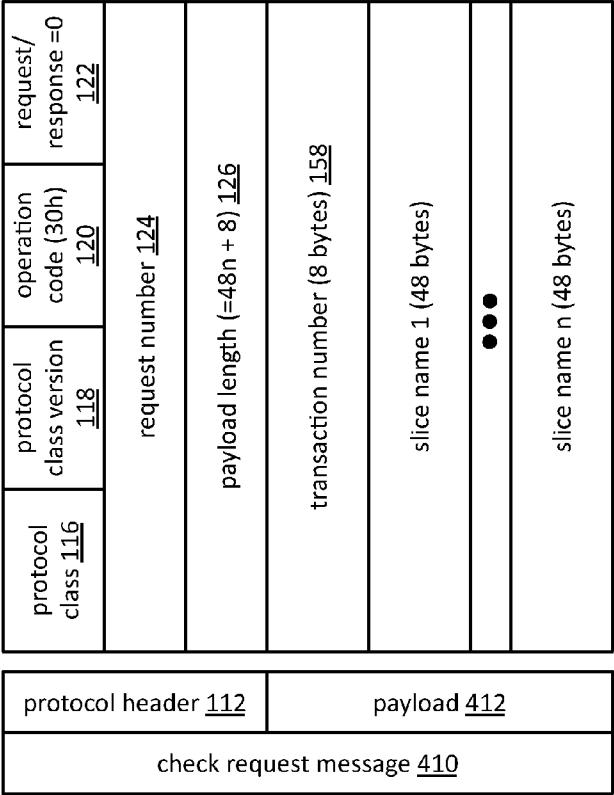 protocol
class 116
protocol
class version
118
operation
code (30h)
120
request/
response =0
122
request number 124
payload length (=48n + 8) 126
transaction number (8 bytes) 158
slice name 1 (48 bytes)
slice name n (48 bytes)
protocol header 112
payload 412
check request message 410